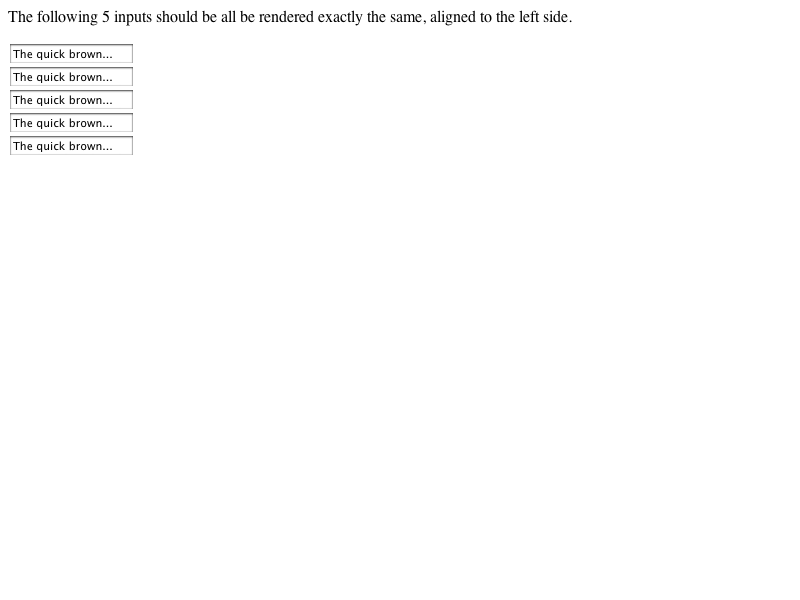 The following 5 inputs should be all be rendered exactly the same, aligned to the left side.
The quick brown...
The quick brown...
The quick brown...
The quick brown...
The quick brown...